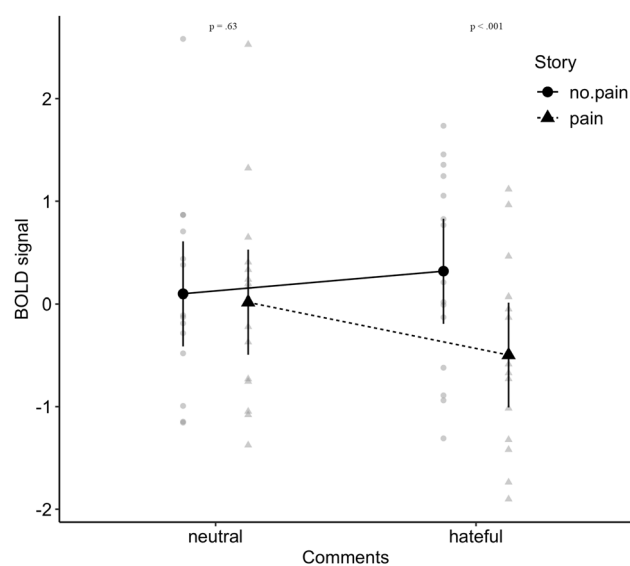 p = .63
p < .001
Story
no.pain
pain
2
1
0
-1
-2
BOLD signal
neutral
hateful
Comments